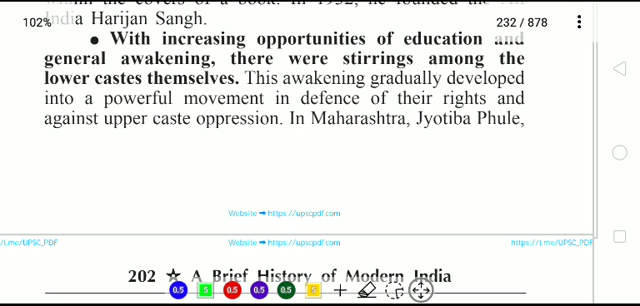 102%
232 / 878
India Harijan Sangh.
● With increasing opportunities of education and
general awakening, there were stirrings among the
lower castes themselves. This awakening gradually developed
into a powerful movement in defence of their rights and
against upper caste oppression. In Maharashtra, Jyotiba Phule,
Website ➡ https://upscpdf.com
/t.me/UPSC_PDF
Website ➡ https://upscpdf.com
https://t.me/UPSC_PDF
202 ☆ A Brief History of Modern India
0.5 5 0.5 0.5 0.5 5